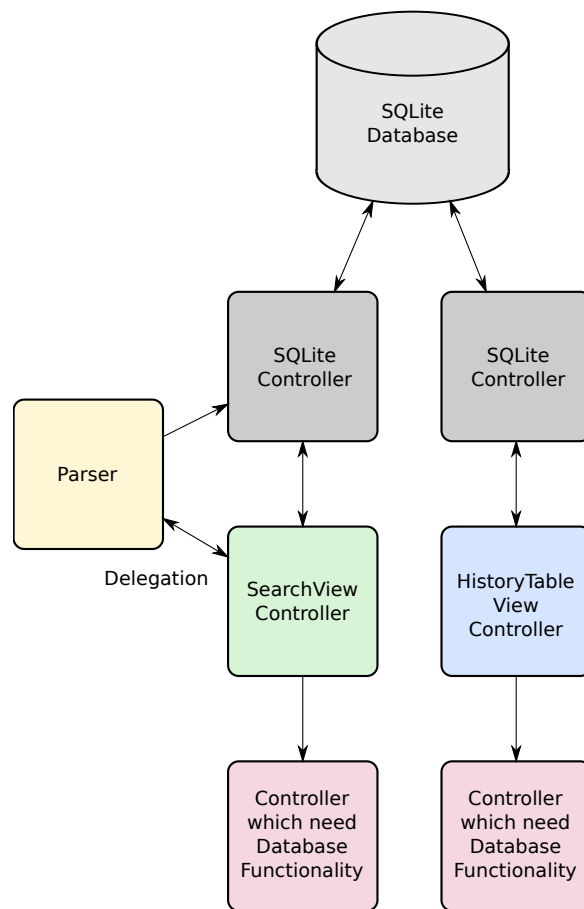 SQLite
Database
SQLite
Controller
SQLite
Controller
Parser
Delegation
SearchView
Controller
HistoryTable
View
Controller
Controller
which need
Database
Functionality
Controller
which need
Database
Functionality